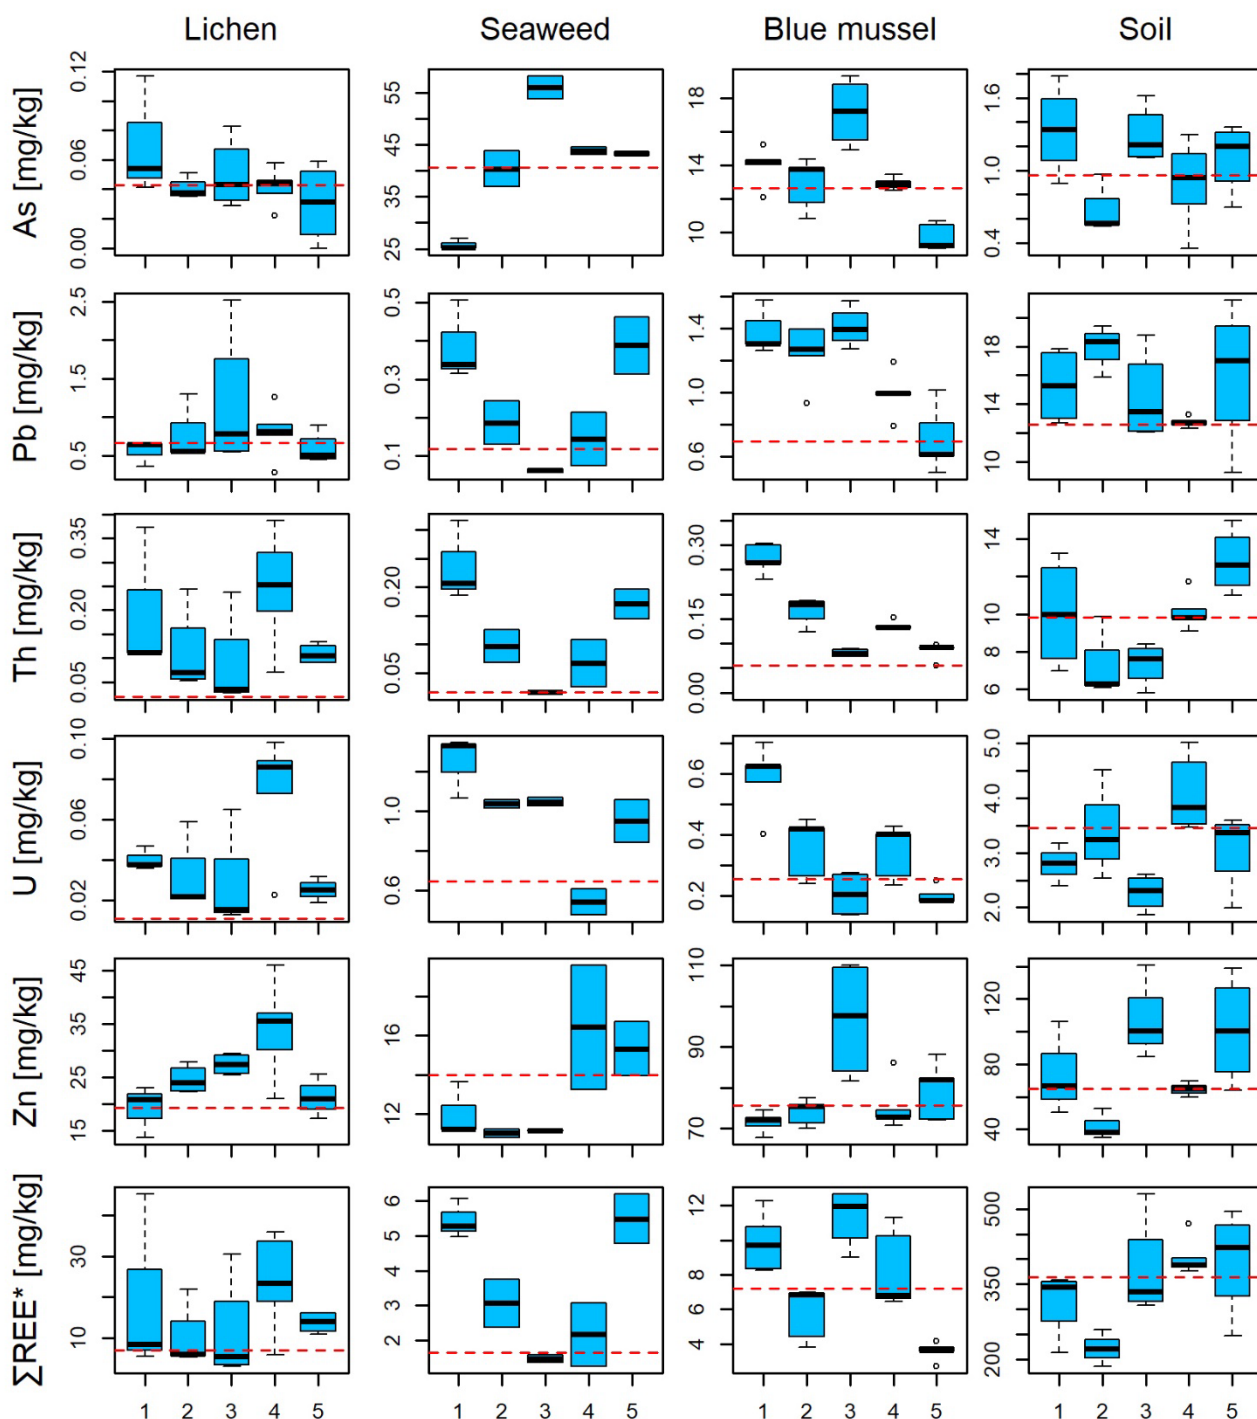 Lichen Seaweed Blue mussel Soil
As [mg/kg]
0.00 0.06 0.12
25 35 45 55
10 14 18
0.4 1.0 1.6
Pb [mg/kg]
0.5 1.5 2.5
0.1 0.3 0.5
0.6 1.0 1.4
10 14 18
Th [mg/kg]
0.05 0.20 0.35
0.05 0.20
0.00 0.15 0.30
6 8 10 14
U [mg/kg]
0.02 0.06 0.10
0.6 1.0
0.2 0.4 0.6
2.0 3.0 4.0 5.0
Zn [mg/kg]
15 25 35 45
12 16
70 90 110
40 80 120
∑REE* [mg/kg]
10 30
2 3 4 5 6
4 6 8 10 12
200 350 500
1 2 3 4 5 1 2 3 4 5 1 2 3 4 5 1 2 3 4 5